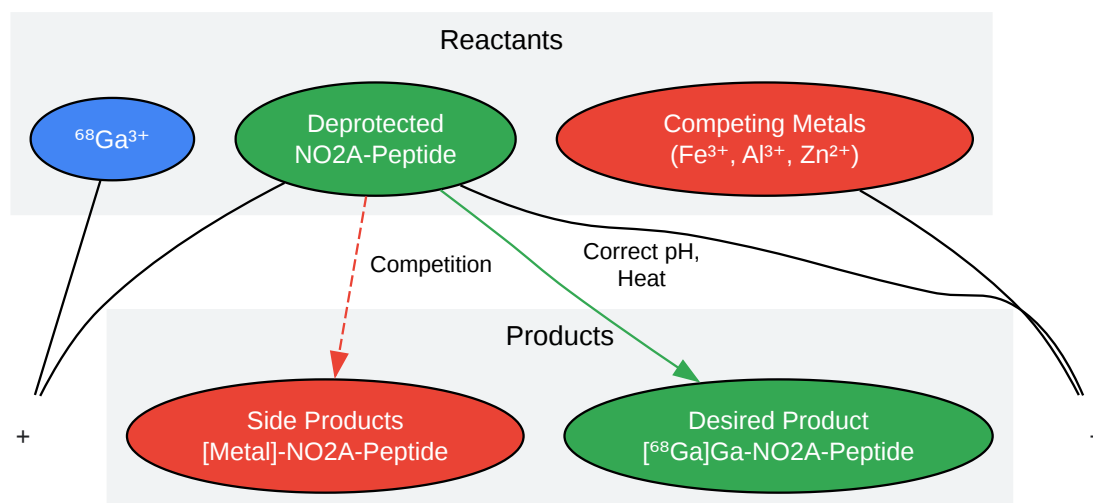 Reactants
⁶⁸Ga³⁺
Deprotected
NO2A-Peptide
Competing Metals
(Fe³⁺, Al³⁺, Zn²⁺)
Competition
Correct pH,
Heat
Products
Side Products
[Metal]-NO2A-Peptide
Desired Product
[⁶⁸Ga]Ga-NO2A-Peptide
+